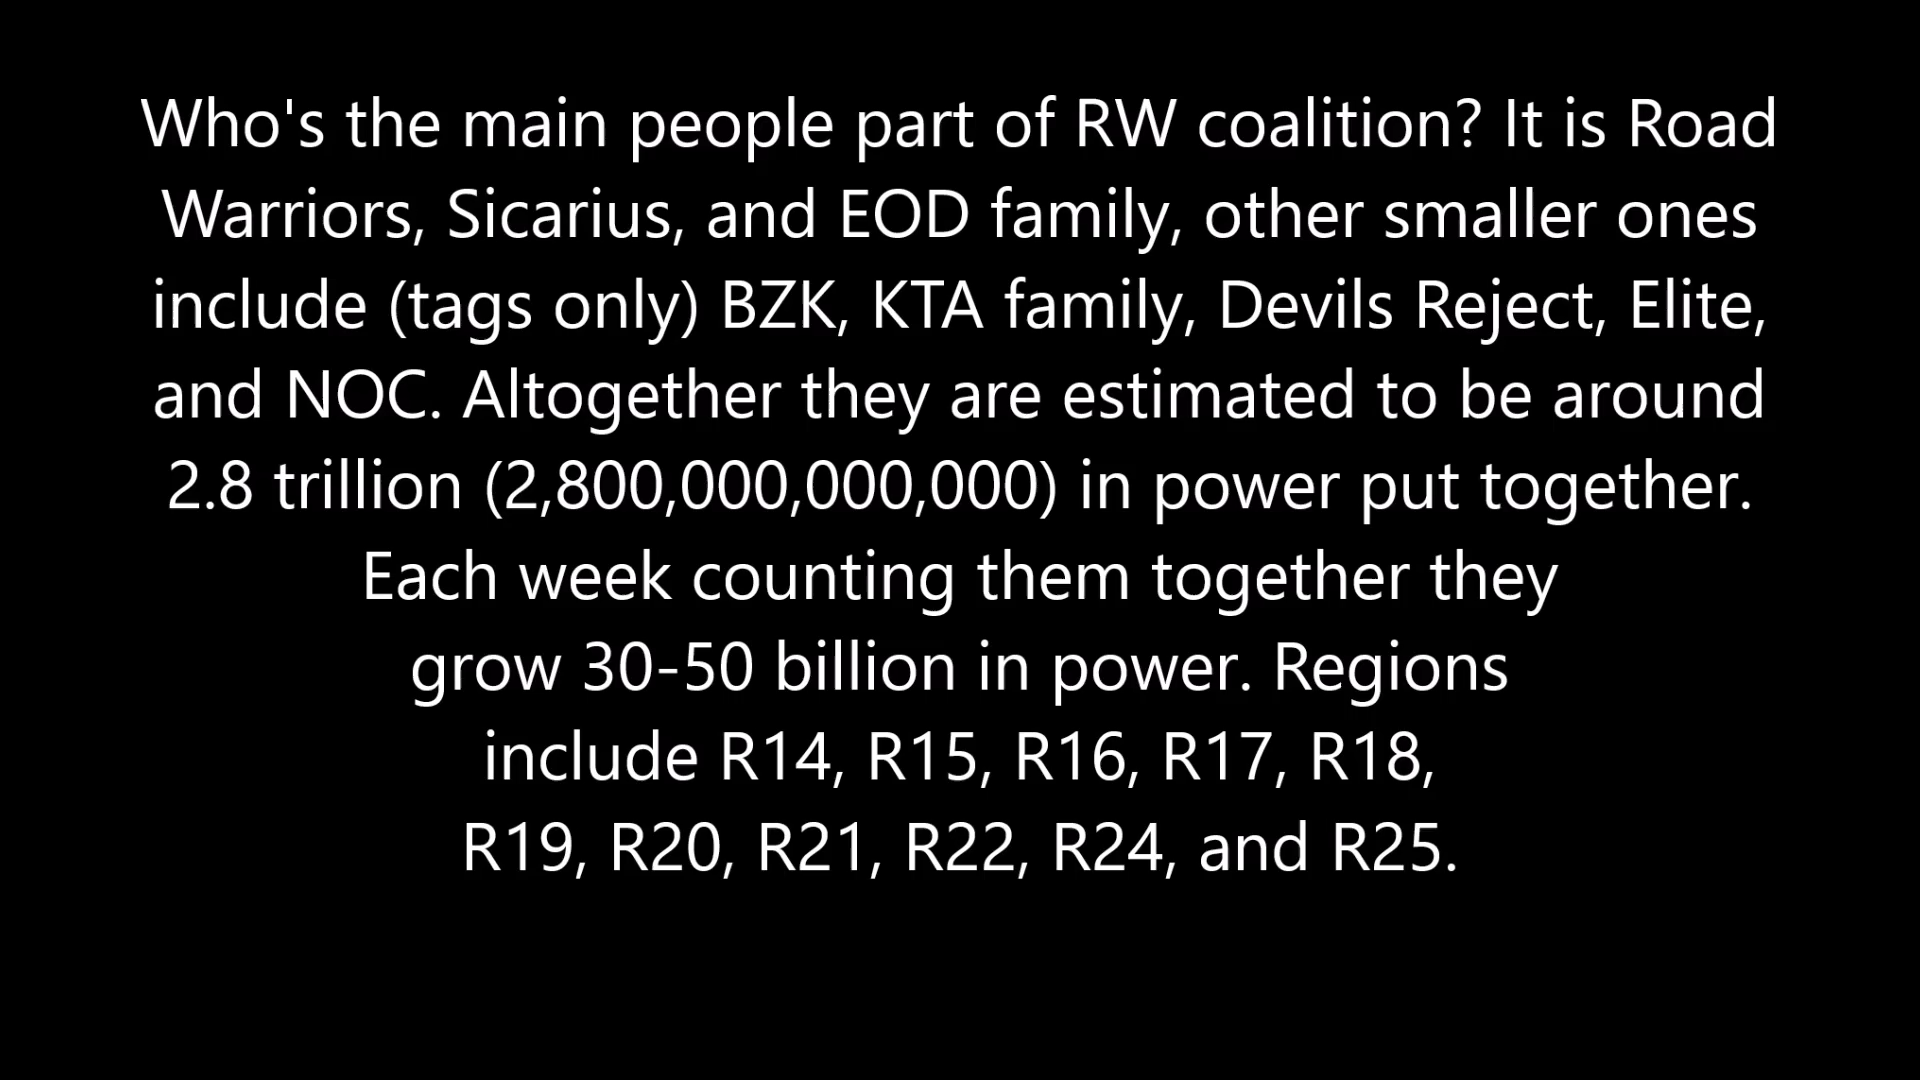 Who's the main people part of RW coalition? It is Road
Warriors, Sicarius, and EOD family, other smaller ones
include (tags only) BZK, KTA family, Devils Reject, Elite,
and NOC. Altogether they are estimated to be around
2.8 trillion (2,800,000,000,000) in power put together.
Each week counting them together they
grow 30-50 billion in power. Regions
include R14, R15, R16, R17, R18,
R19, R20, R21, R22, R24, and R25.